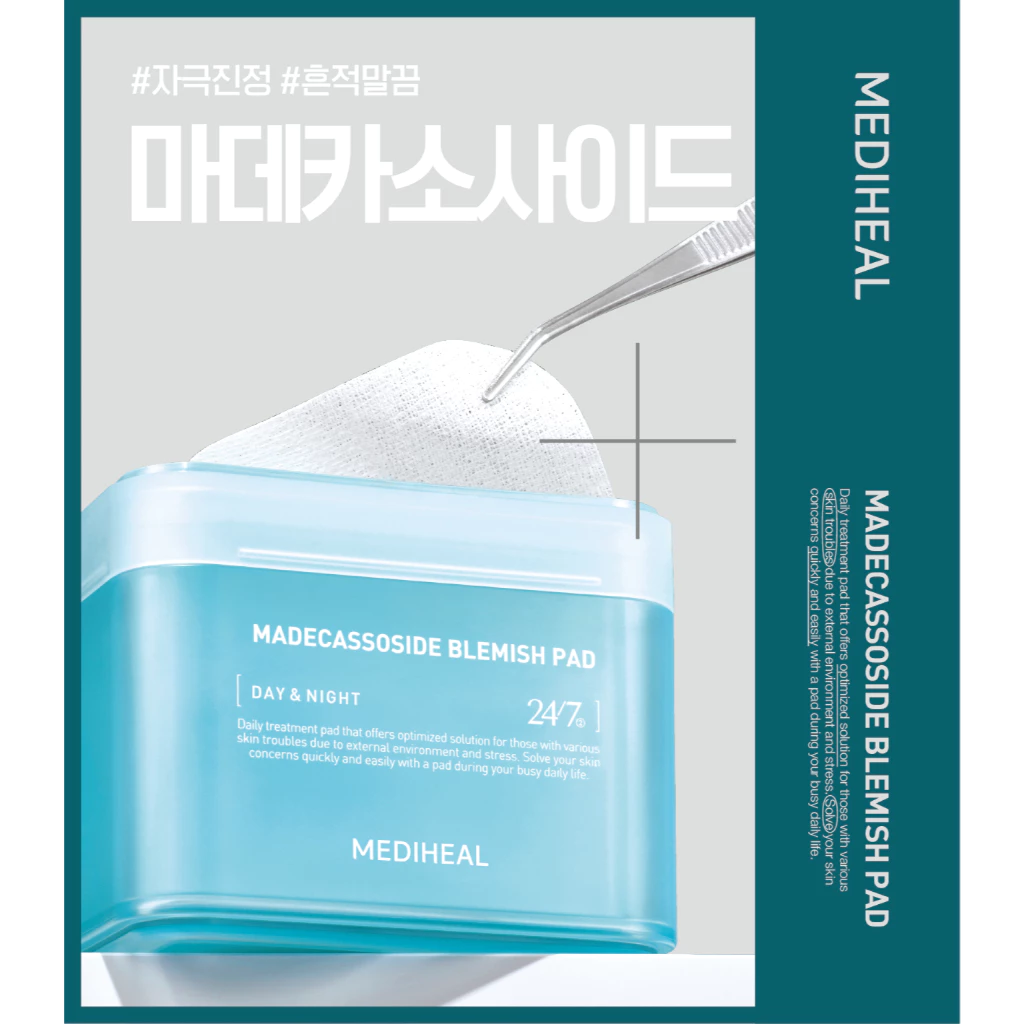 #자극진정 #흔적말끔
마데카소사이드
MADECASSOSIDE BLEMISH PAD
DAY & NIGHT
24/7
Daily treatment pad that offers optimized solution for those with various
skin troubles due to external environment and stress. Solve your skin
concerns quickly and easily with a pad during your busy daily life.
MEDIHEAL
MEDIHEAL
MADECASSOSIDE BLEMISH PAD
Daily treatment pad that offers optimized solution for those with various
skin troubles due to external environment and stress. Solve your skin
concerns quickly and easily with a pad during your busy daily life.